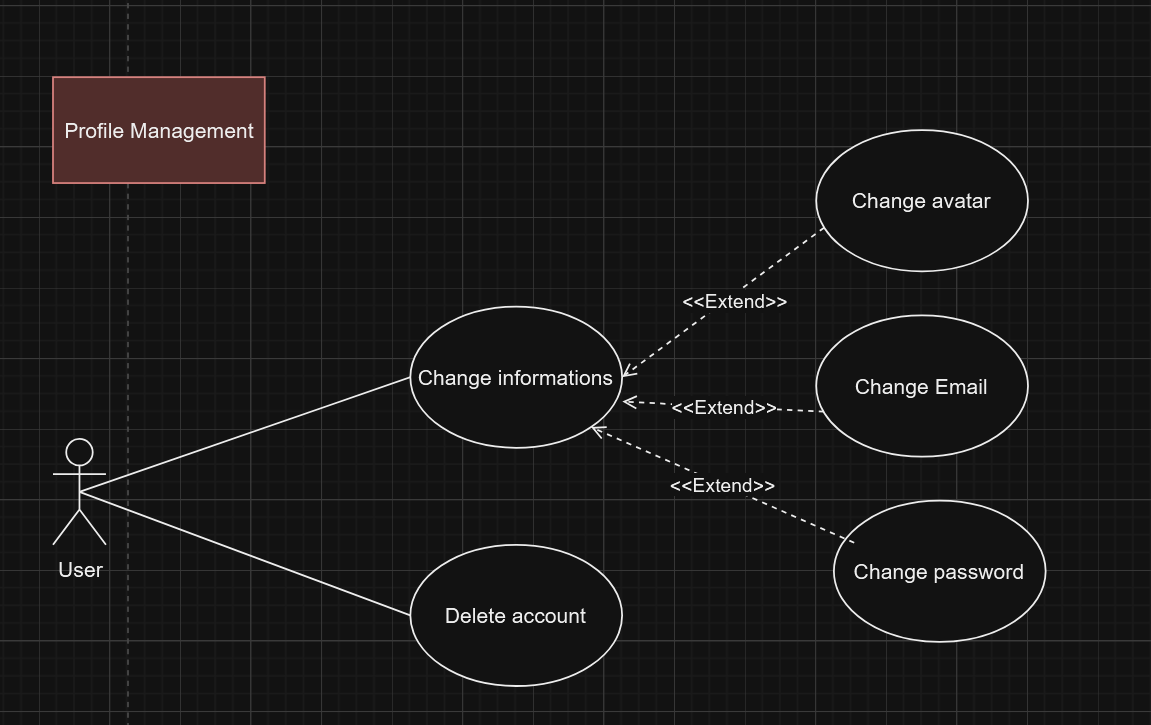 Profile Management
Change avatar
<<Extend>>
Change informations
Change Email
<<Extend>>
<<Extend>>
User
Change password
Delete account